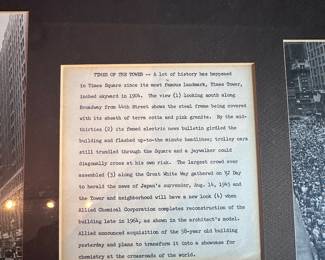 TIMES OF THE TOWER -- A lot of history has happened
in Times Square since its most famous landmark, Times Tower,
inched skyward in 1904. The view (1) looking south along
Broadway from 44th Street shows the steel frame being covered
with its sheath of terra cotta and pink granite. By the mid-
thirties (2) its famed electric news bulletin girdled the
building and flashed up-to-the minute headlines; trolley cars
still trundled through the Square and a jaywalker could
diagonally cross at his own risk. The largest crowd ever
assembled (3) along the Great White Way gathered on VJ Day
to herald the news of Japan's surrender, Aug. 14, 1945 and
the Tower and neighborhood will have a new look (4) when
Allied Chemical Corporation completes reconstruction of the
building late in 1964, as shown in the architect's model.
Allied announced acquisition of the 58-year old building
yesterday and plans to transform it into a showcase for
chemistry at the crossroads of the world.